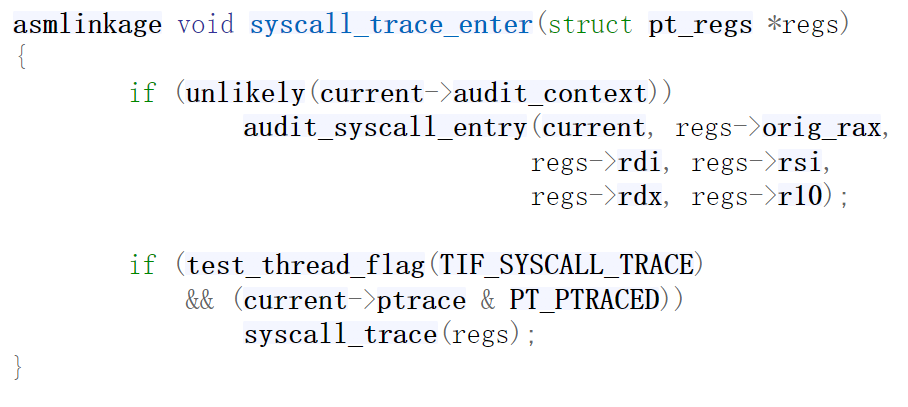 asmlinkage void syscall_trace_enter(struct pt_regs *regs)
{
if (unlikely(current->audit_context))
audit_syscall_entry(current, regs->orig_rax,
regs->rdi, regs->rsi,
regs->rdx, regs->r10);
if (test_thread_flag(TIF_SYSCALL_TRACE)
&& (current->ptrace & PT_PTRACED))
syscall_trace(regs);
}